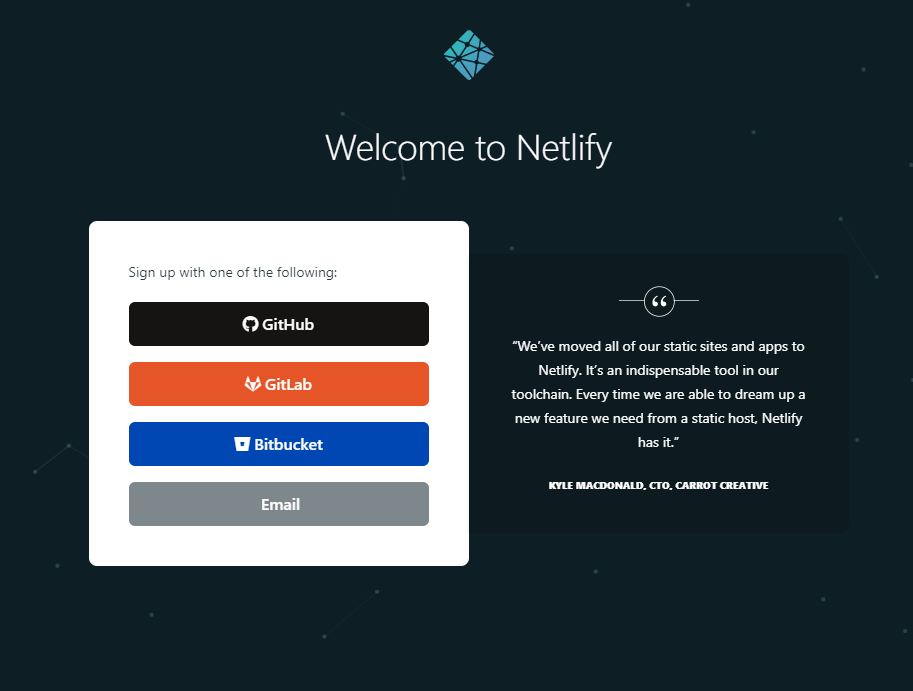 Welcome to Netlify
Sign up with one of the following:
GitHub
GitLab
Bitbucket
Email
“We’ve moved all of our static sites and apps to
Netlify. It’s an indispensable tool in our
toolchain. Every time we are able to dream up a
new feature we need from a static host, Netlify
has it.”
KYLE MACDONALD, CTO, CARROT CREATIVE